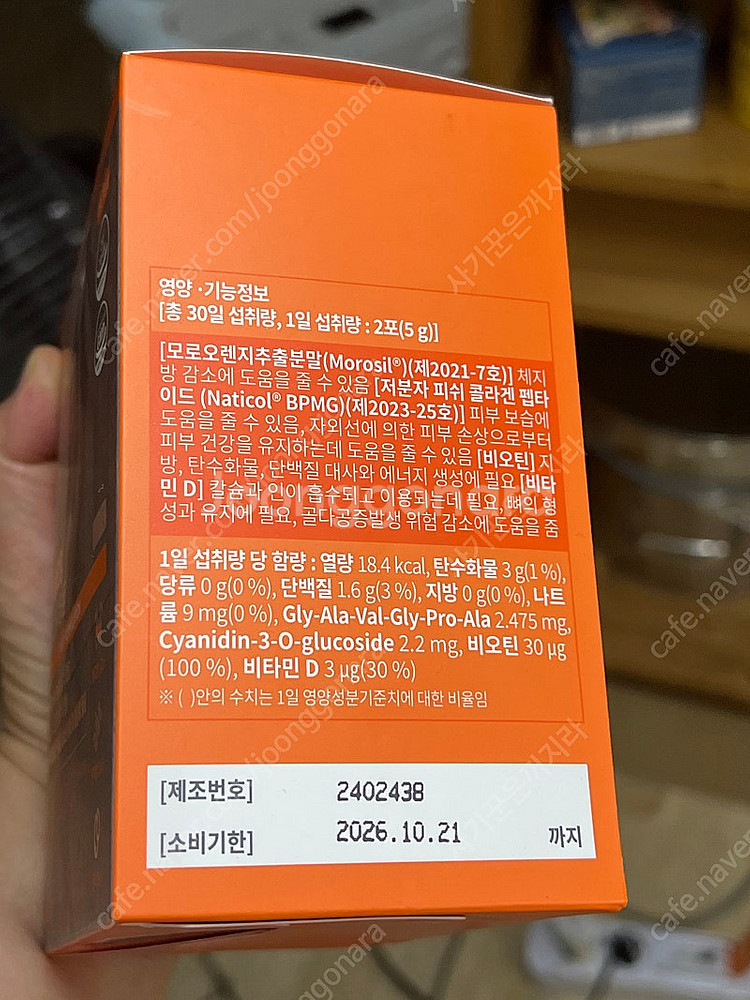 영양 ·기능정보
[총 30일 섭취량, 1일 섭취량 : 2포(5 g)]
[모로오렌지추출분말(Morosil®)(제2021-7호)] 체지
방 감소에 도움을 줄 수 있음 [저분자 피쉬 콜라겐 펩타
이드 (Naticol® BPMG)(제2023-25호)] 피부 보습에
도움을 줄 수 있음, 자외선에 의한 피부 손상으로부터
피부 건강을 유지하는데 도움을 줄 수 있음 [비오틴] 지
방, 탄수화물, 단백질 대사와 에너지 생성에 필요 [비타
민 D] 칼슘과 인이 흡수되고 이용되는데 필요, 뼈의 형
성과 유지에 필요, 골다공증발생 위험 감소에 도움을 줌
1일 섭취량 당 함량 : 열량 18.4 kcal, 탄수화물 3 g(1 %),
당류 0 g(0 %), 단백질 1.6 g(3 %), 지방 0 g(0 %), 나트
륨 9 mg(0 %), Gly-Ala-Val-Gly-Pro-Ala 2.475 mg,
Cyanidin-3-O-glucoside 2.2 mg, 비오틴 30 µg
(100 %), 비타민 D 3 µg(30 %)
※ ( )안의 수치는 1일 영양성분기준치에 대한 비율임
[제조번호] 2402438
[소비기한] 2026.10.21 까지
cafe.naver.com/joonggonara
사기꾼은꺼지라
joonggonara